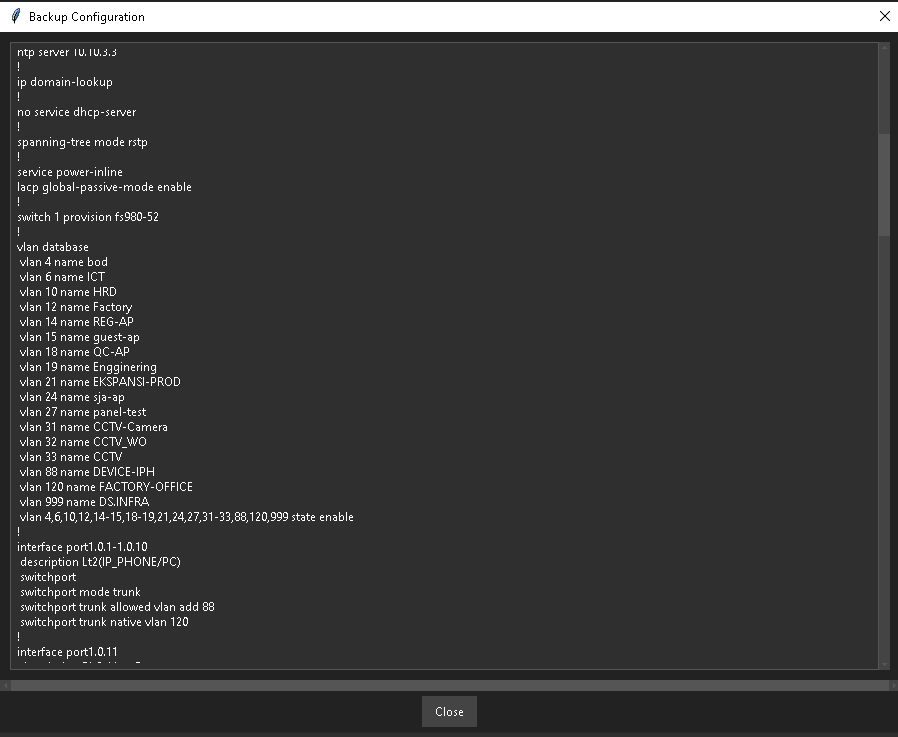 Backup Configuration
ntp server 10.10.3.3
!
ip domain-lookup
!
no service dhcp-server
!
spanning-tree mode rstp
!
service power-inline
lacp global-passive-mode enable
!
switch 1 provision fs980-52
!
vlan database
vlan 4 name bod
vlan 6 name ICT
vlan 10 name HRD
vlan 12 name Factory
vlan 14 name REG-AP
vlan 15 name guest-ap
vlan 18 name QC-AP
vlan 19 name Engginering
vlan 21 name EKSPANSI-PROD
vlan 24 name sja-ap
vlan 27 name panel-test
vlan 31 name CCTV-Camera
vlan 32 name CCTV_WO
vlan 33 name CCTV
vlan 88 name DEVICE-IPH
vlan 120 name FACTORY-OFFICE
vlan 999 name DS.INFRA
vlan 4,6,10,12,14-15,18-19,21,24,27,31-33,88,120,999 state enable
!
interface port1.0.1-1.0.10
description Lt2(IP_PHONE/PC)
switchport
switchport mode trunk
switchport trunk allowed vlan add 88
switchport trunk native vlan 120
!
interface port1.0.11
Close